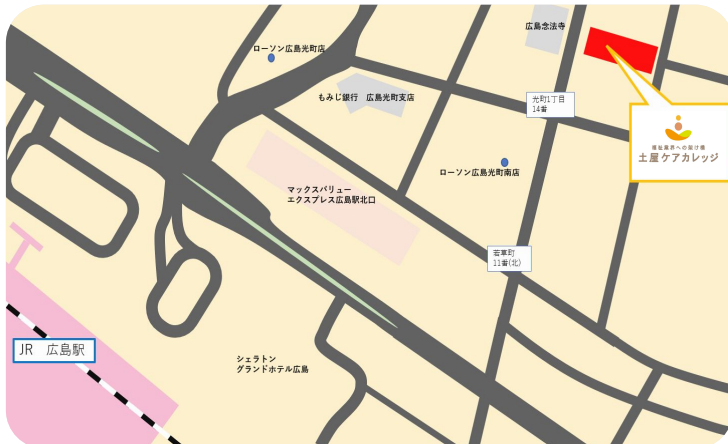 広島念法寺
ローソン広島光町店
もみじ銀行　広島光町支店
光町1丁目
14番
福祉業界への架け橋
土屋ケアカレッジ
ローソン広島光町南店
マックスバリュー
エクスプレス広島駅北口
若草町
11番(北)
JR　広島駅
シェラトン
グランドホテル広島